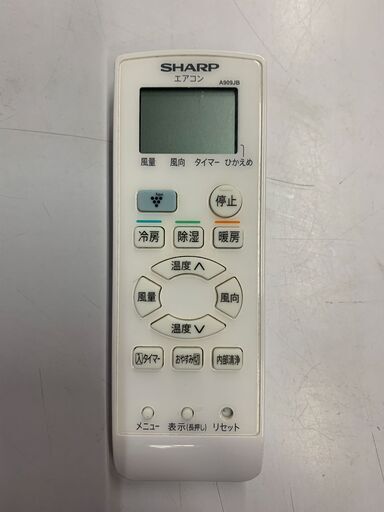 SHARP
エアコン A909JB
風量 風向 タイマー ひかえめ
停止
冷房 除湿 暖房
温度 ∧
風量 風向
温度 ∨
入タイマー おやすみ切 内部清浄
メニュー 表示(長押し) リセット